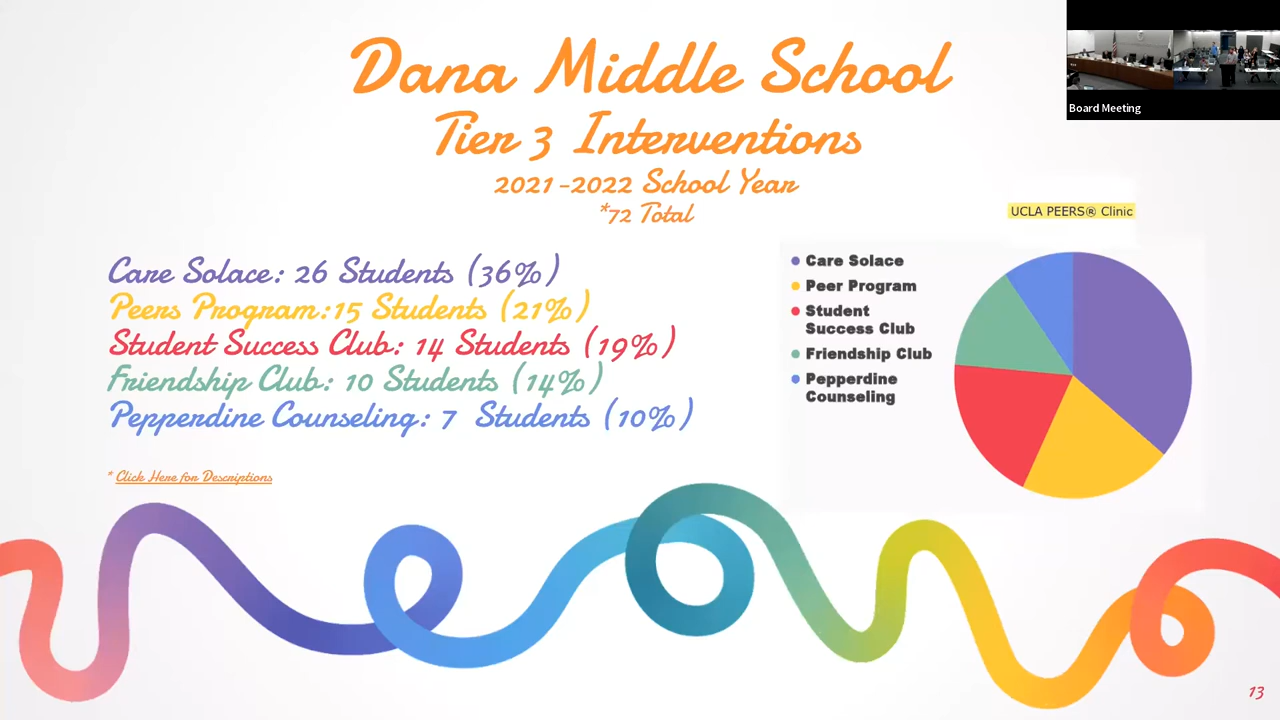 Dana Middle School
Tier 3 Interventions
2021-2022 School Year
*72 Total
Board Meeting
UCLA PEERS® Clinic
Care Solace: 26 Students (36%)
Peers Program:15 Students (21%)
Student Success Club: 14 Students (19%)
Friendship Club: 10 Students (14%)
Pepperdine Counseling: 7 Students (10%)
* Click Here for Descriptions
Care Solace
Peer Program
Student
Success Club
Friendship Club
Pepperdine
Counseling
13